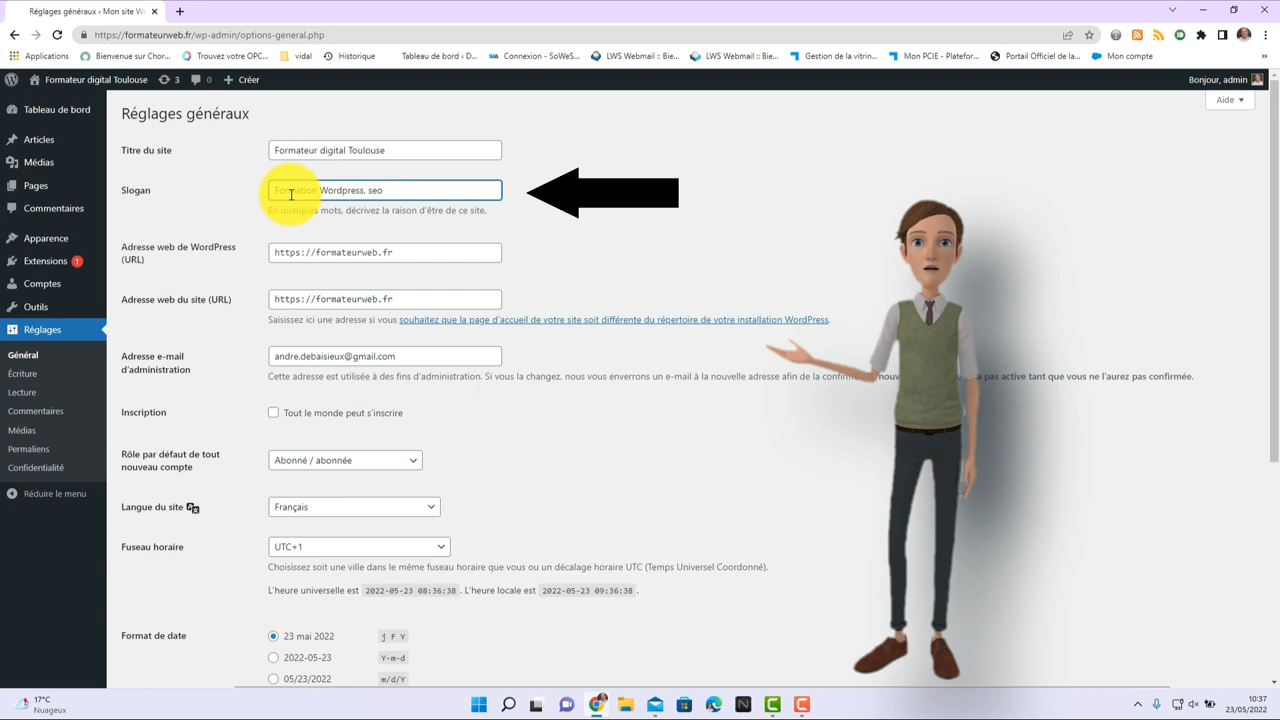 Réglages généraux ‹ Mon site W
https://formateurweb.fr/wp-admin/options-general.php
Applications
Bienvenue sur Chor...
Trouvez votre OPC...
vidal
Historique
Tableau de bord ‹ D...
Connexion - SoWeS...
LWS Webmail :: Bie...
LWS Webmail :: Bie...
Gestion de la vitrin...
Mon PCIE - Platefor...
Portail Officiel de la...
Mon compte
»
Formateur digital Toulouse
3
0
Créer
Bonjour, admin
Aide
Tableau de bord
Articles
Médias
Pages
Commentaires
Apparence
Extensions 1
Comptes
Outils
Réglages
Général
Écriture
Lecture
Commentaires
Médias
Permaliens
Confidentialité
Réduire le menu
Réglages généraux
Titre du site
Formateur digital Toulouse
Slogan
Formation Wordpress, seo
En quelques mots, décrivez la raison d'être de ce site.
Adresse web de WordPress
(URL)
https://formateurweb.fr
Adresse web du site (URL)
https://formateurweb.fr
Saisissez ici une adresse si vous souhaitez que la page d'accueil de votre site soit différente du répertoire de votre installation WordPress.
Adresse e-mail
d'administration
andre.debaisieux@gmail.com
Cette adresse est utilisée à des fins d'administration. Si vous la changez, nous vous enverrons un e-mail à la nouvelle adresse afin de la confirm nouv a pas active tant que vous ne l'aurez pas confirmée.
Inscription
Tout le monde peut s'inscrire
Rôle par défaut de tout
nouveau compte
Abonné / abonnée
Langue du site
Français
Fuseau horaire
UTC+1
Choisissez soit une ville dans le même fuseau horaire que vous ou un décalage horaire UTC (Temps Universel Coordonné).
L'heure universelle est 2022-05-23 08:36:38 . L'heure locale est 2022-05-23 09:36:38 .
Format de date
23 mai 2022 j F Y
2022-05-23 Y-m-d
05/23/2022 m/d/Y
17°C
Nuageux
10:37
23/05/2022